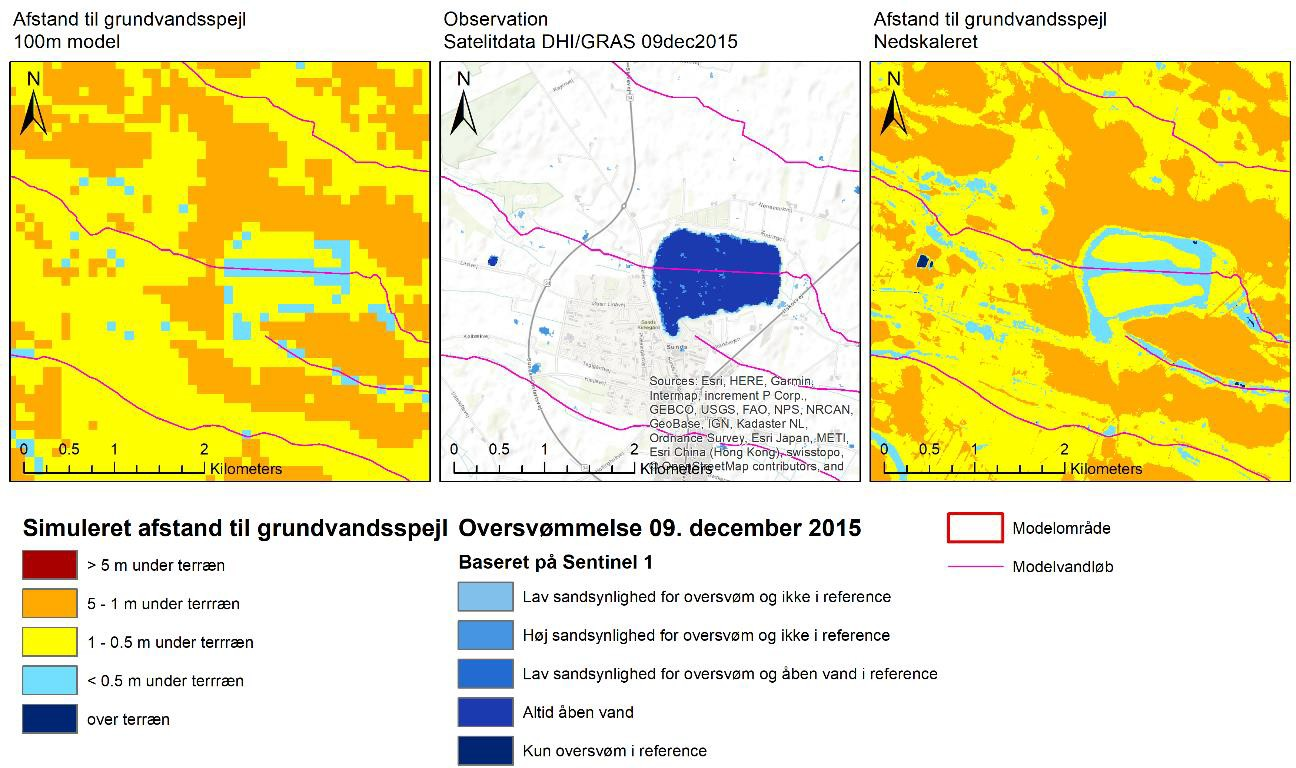 Afstand til grundvandsspejl
100m model
Observation
Satelitdata DHI/GRAS 09dec2015
Afstand til grundvandsspejl
Nedskaleret
N
0 0.5 1 2
Kilometers
N
Sunds
Sources: Esri, HERE, Garmin,
Intermap, increment P Corp.,
GEBCO, USGS, FAO, NPS, NRCAN,
GeoBase, IGN, Kadaster NL,
Ordnance Survey, Esri Japan, METI,
Esri China (Hong Kong), swisstopo,
© OpenStreetMap contributors, and
0 0.5 1 2
Kilometers
N
0 0.5 1 2
Kilometers
Simuleret afstand til grundvandsspejl
> 5 m under terræn
5 - 1 m under terrræn
1 - 0.5 m under terrræn
< 0.5 m under terrræn
over terræn
Oversvømmelse 09. december 2015
Baseret på Sentinel 1
Lav sandsynlighed for oversvøm og ikke i reference
Høj sandsynlighed for oversvøm og ikke i reference
Lav sandsynlighed for oversvøm og åben vand i reference
Altid åben vand
Kun oversvøm i reference
Modelområde
Modelvandløb